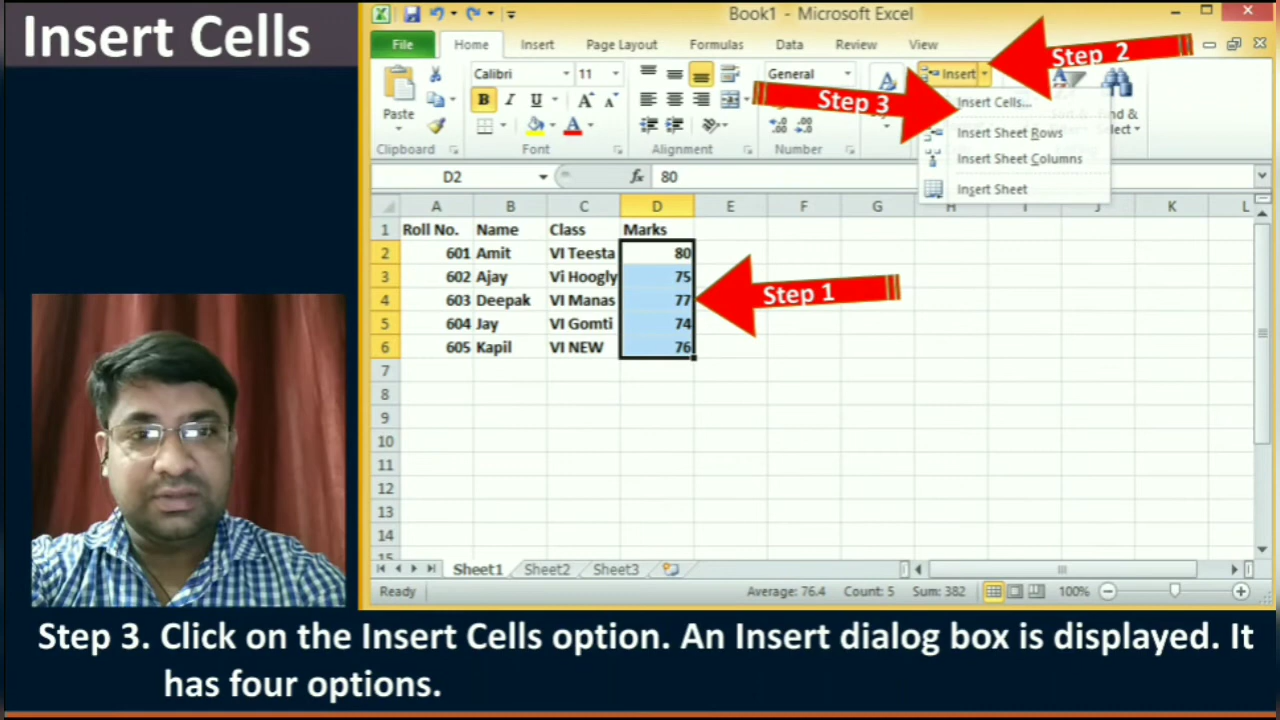 Insert Cells
Book1 - Microsoft Excel
File Home Insert Page Layout Formulas Data Review View
Step 2
Calibri 11 General Insert
Step 3
Insert Cells...
Paste B I U A A
& Find &
Select
Insert Sheet Rows
Clipboard Font Alignment Number
Insert Sheet Columns
D2 fx 80
Insert Sheet
A B C D E F G H I J K L
1 Roll No. Name Class Marks
2 601 Amit VI Teesta 80
3 602 Ajay Vi Hoogly 75
4 603 Deepak VI Manas 77
Step 1
5 604 Jay VI Gomti 74
6 605 Kapil VI NEW 76
7
8
9
10
11
12
13
14
15
Sheet1 Sheet2 Sheet3
Ready Average: 76.4 Count: 5 Sum: 382 100%
Step 3. Click on the Insert Cells option. An Insert dialog box is displayed. It
has four options.